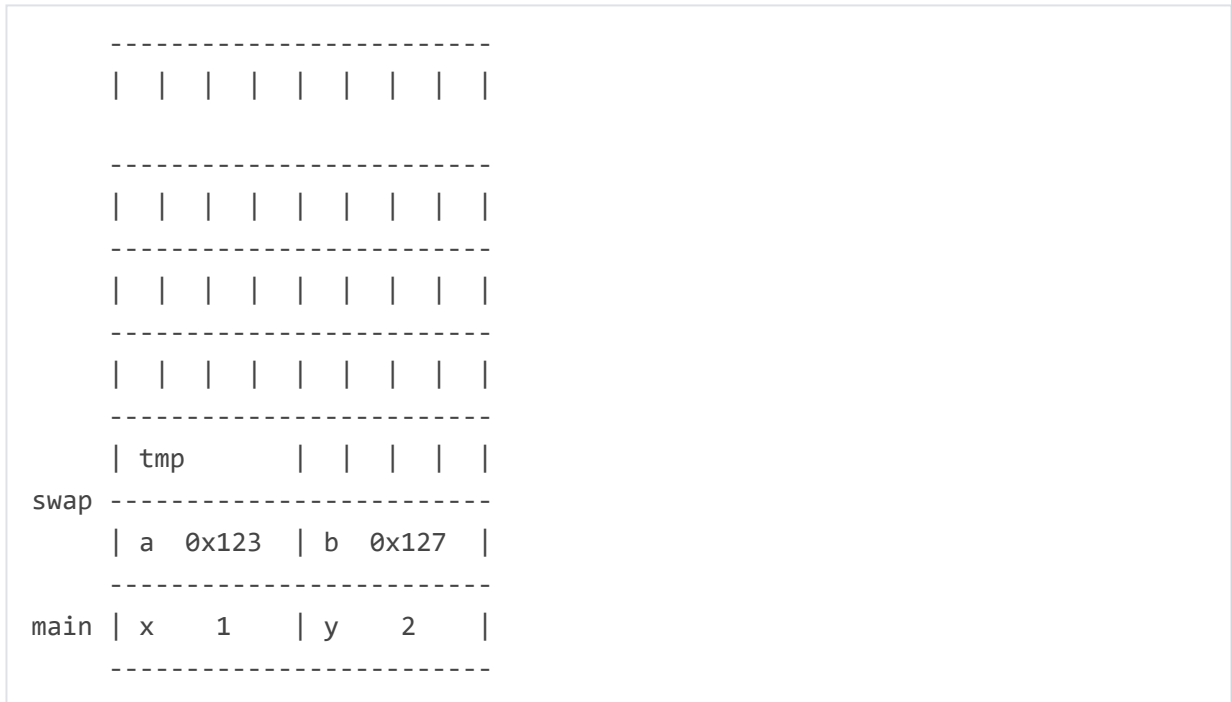 -------------------------
|  |  |  |  |  |  |  |  |
-------------------------
|  |  |  |  |  |  |  |  |
-------------------------
|  |  |  |  |  |  |  |  |
-------------------------
|  |  |  |  |  |  |  |  |
-------------------------
| tmp       |  |  |  |  |
swap -------------------------
| a  0x123  | b  0x127  |
-------------------------
main | x    1    | y    2    |
-------------------------